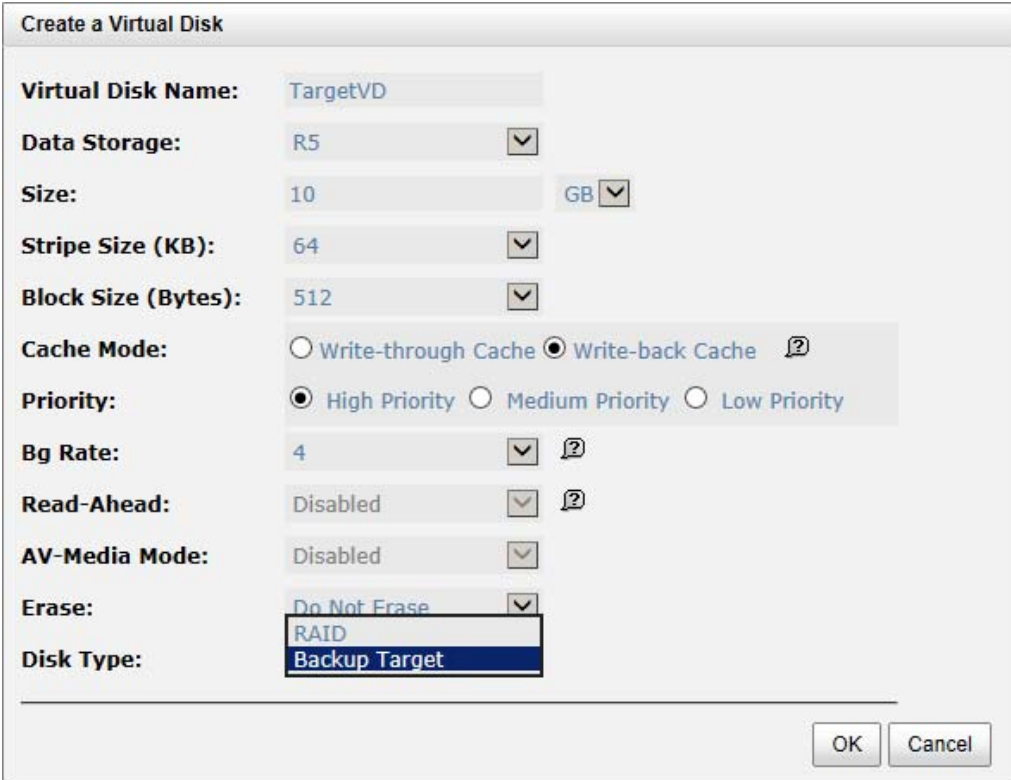 Create a Virtual Disk
Virtual Disk Name: TargetVD
Data Storage: R5
Size: 10 GB
Stripe Size (KB): 64
Block Size (Bytes): 512
Cache Mode: Write-through Cache Write-back Cache ?
Priority: High Priority Medium Priority Low Priority
Bg Rate: 4 ?
Read-Ahead: Disabled ?
AV-Media Mode: Disabled
Erase: Do Not Erase
RAID
Disk Type: Backup Target
OK Cancel